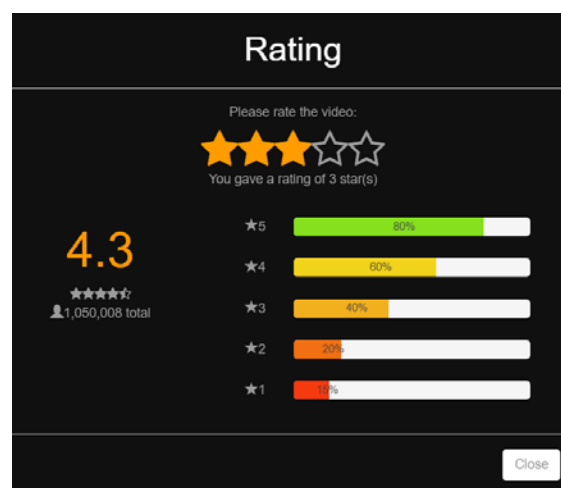 Rating
Please rate the video:
You gave a rating of 3 star(s)
4.3
1,050,008 total
★5 80%
★4 60%
★3 40%
★2 20%
★1 15%
Close